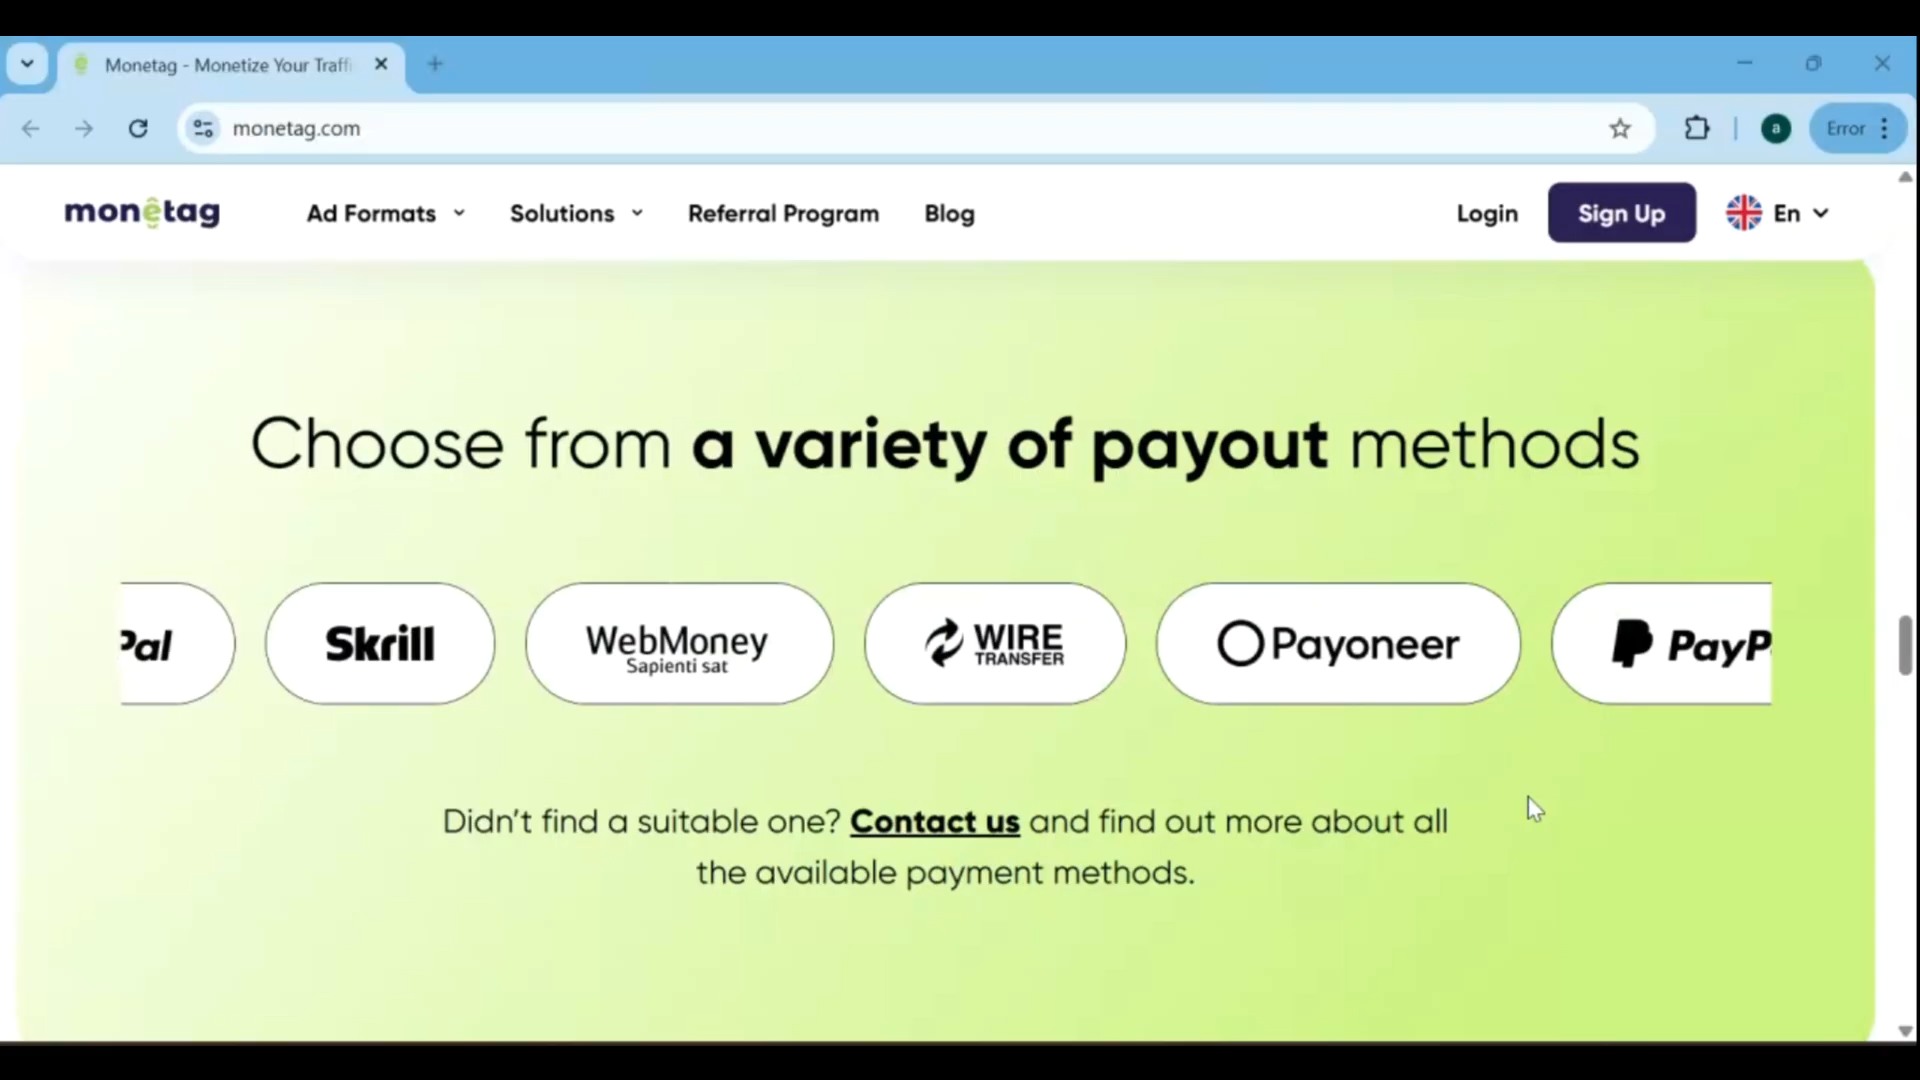 Monetag - Monetize Your Traffi
monetag.com
a
Error
monetag
Ad Formats
Solutions
Referral Program
Blog
Login
Sign Up
En
Choose from a variety of payout methods
Pal
Skrill
WebMoney
Sapienti sat
WIRE
TRANSFER
Payoneer
PayP
Didn't find a suitable one? Contact us and find out more about all
the available payment methods.